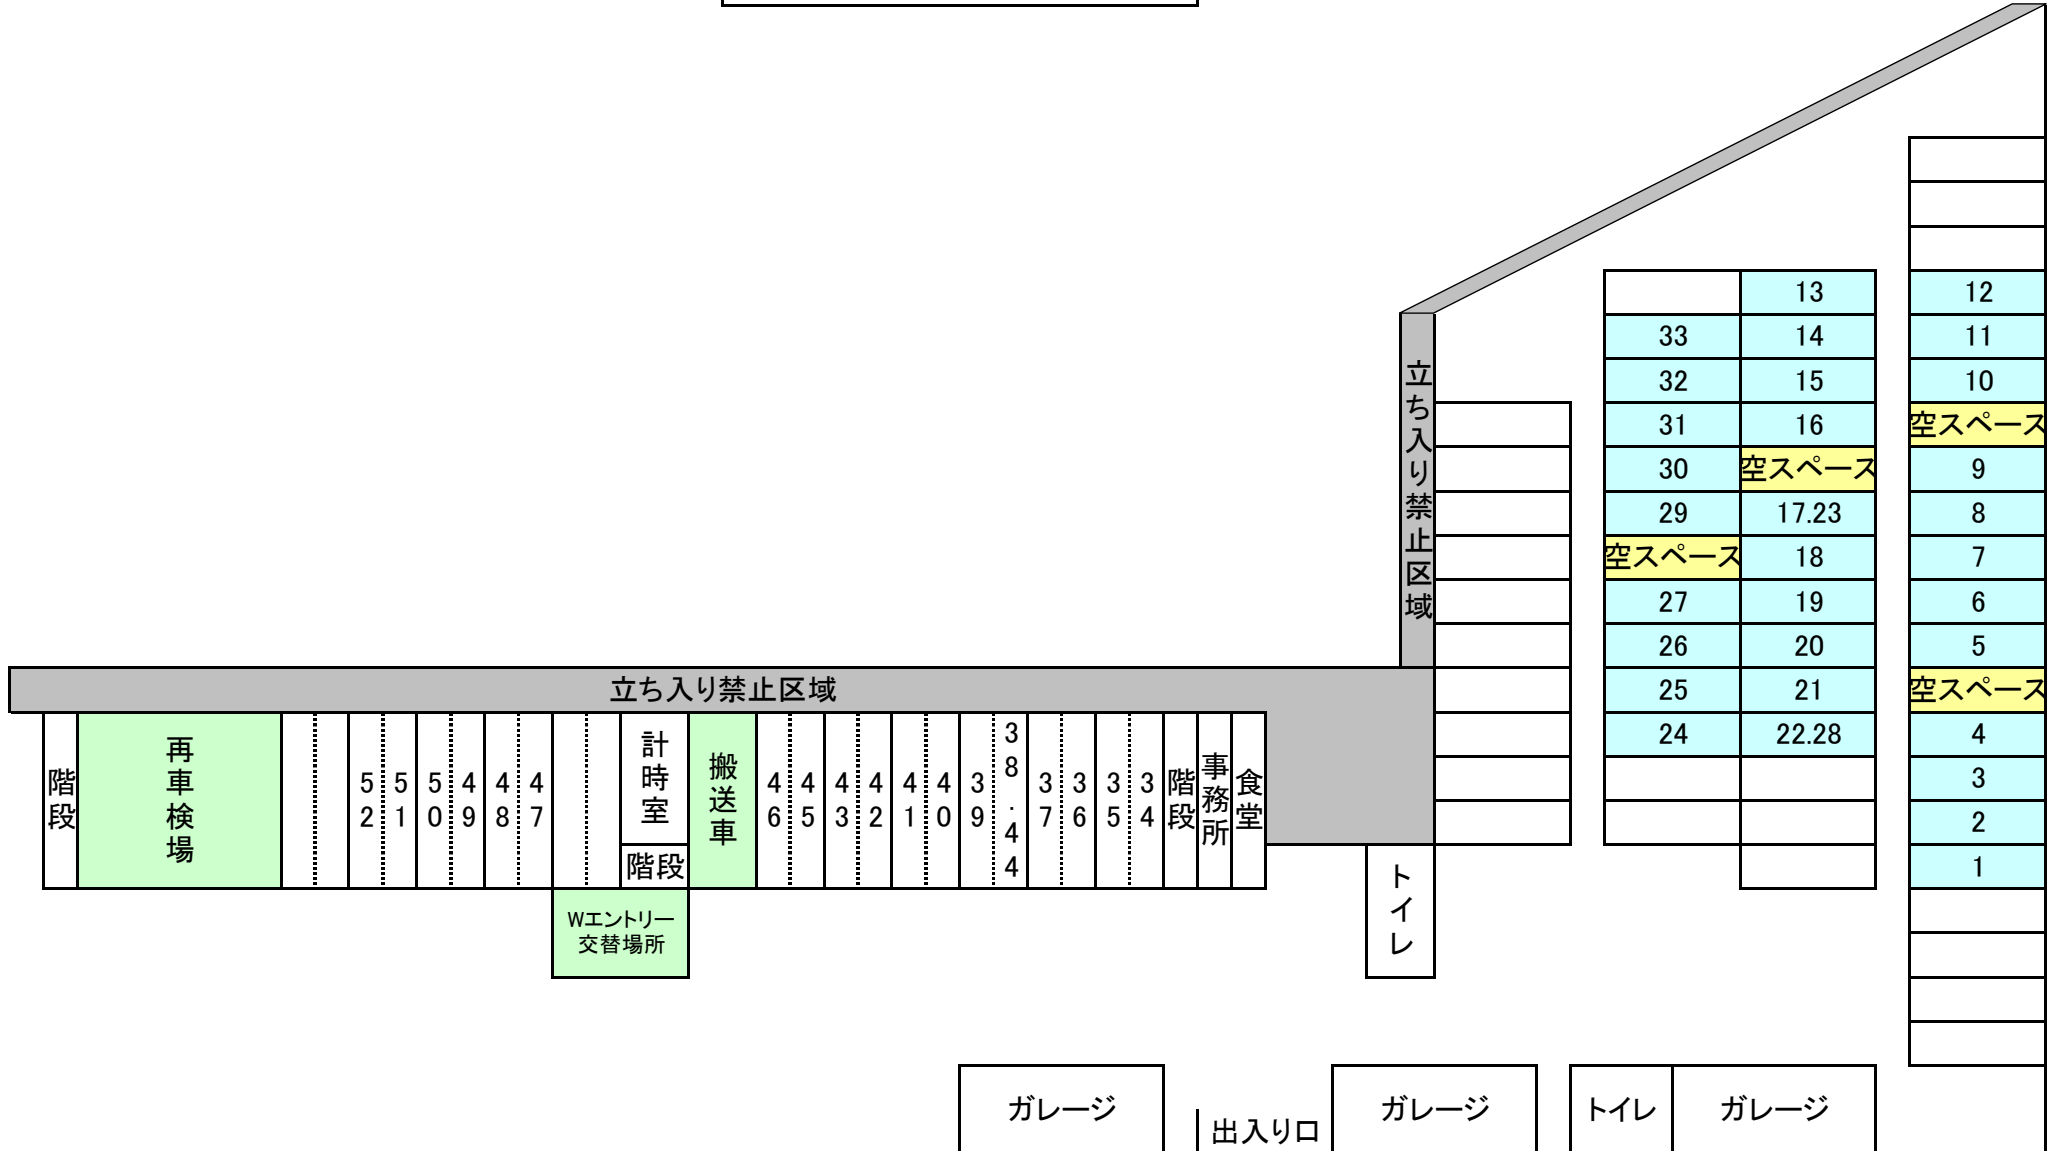 13 12
33 14 11
32 15 10
31 16 空スペース
30 空スペース 9
29 17.23 8
空スペース 18 7
27 19 6
26 20 5
25 21 空スペース
24 22.28 4
3
2
1
立ち入り禁止区域
立ち入り禁止区域
階段
再車検場
52
51
50
49
48
47
計時室
階段
搬送車
46
45
43
42
41
40
39
38.44
37
36
35
34
階段
事務所
食堂
Wエントリー
交替場所
トイレ
ガレージ
出入り口
ガレージ
トイレ
ガレージ